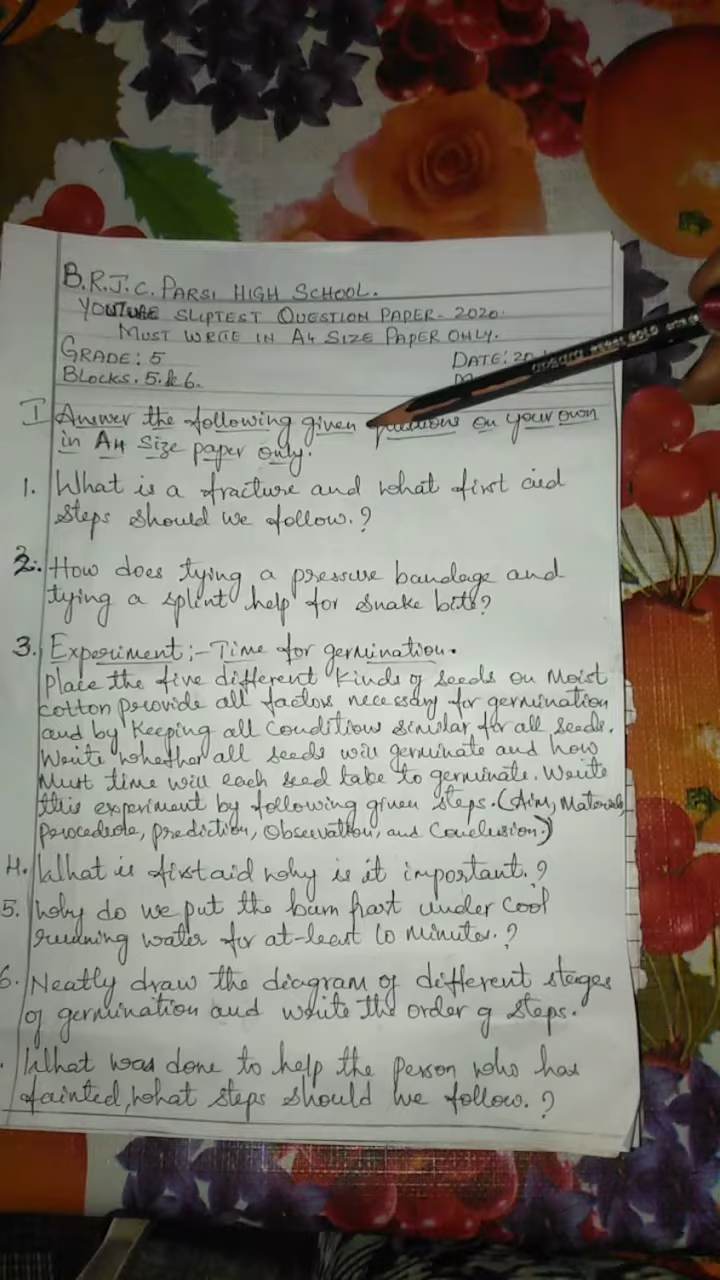 B.R.J.C. PARSI HIGH SCHOOL.
YOUTUBE SLIPTEST QUESTION PAPER- 2020.
MUST WRITE IN A4 SIZE PAPER ONLY.
GRADE: 5
DATE: 20
BLOCKS. 5. & 6.
I Answer the following given questions on your own
in A4 size paper only.
1. What is a fracture and what first aid
steps should we follow.?
2. How does tying a pressure bandage and
tying a splint help for snake bite?
3. Experiment:- Time for germination.
Place the five different kinds of seeds on Moist
cotton provide all factors necessary for germination
and by keeping all conditions similar for all seeds.
Write whether all seeds will germinate and how
Must time will each seed take to germinate. Write
this experiment by following given steps. (Aim, Materials,
Procedure, prediction, Observation, and Conclusion.)
4. What is first aid why is it important.?
5. Why do we put the burn part under cool
running water for at-least 10 minutes.?
6. Neatly draw the diagram of different stages
of germination and write the order of steps.
. What was done to help the person who has
fainted, what steps should we follow.?